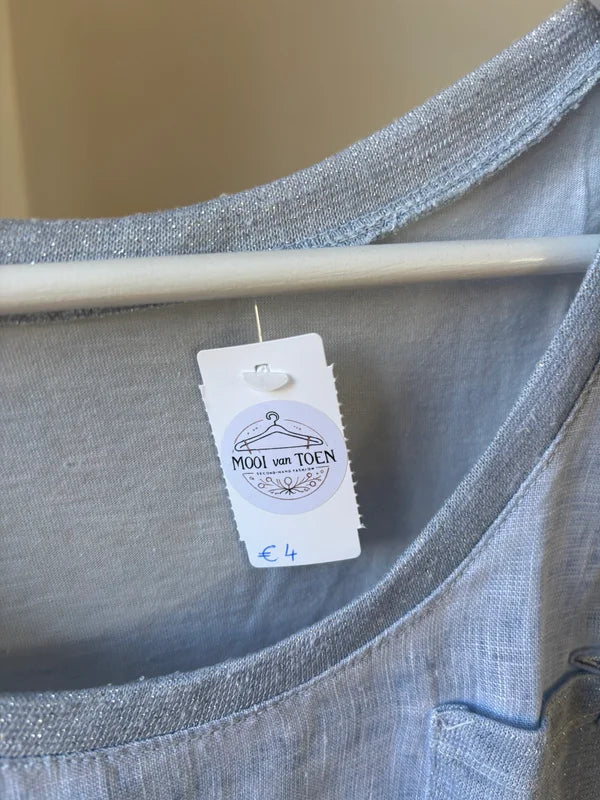 MOOI van TOEN
SECOND-HAND FASHION
€ 4